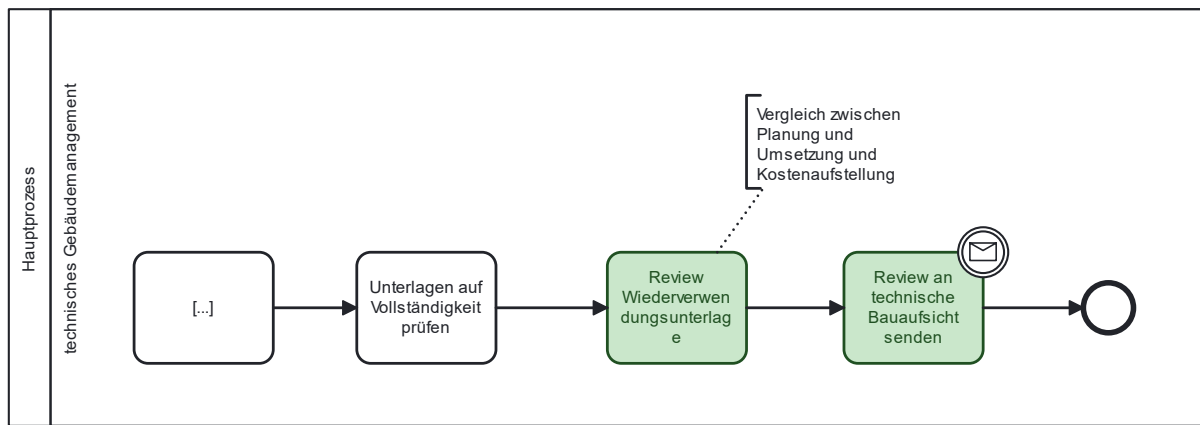 Hauptprozess
technisches Gebäudemanagement
Vergleich zwischen
Planung und
Umsetzung und
Kostenaufstellung
[...]
Unterlagen auf
Vollständigkeit
prüfen
Review
Wiederverwen
dungsunterlag
e
Review an
technische
Bauaufsicht
senden